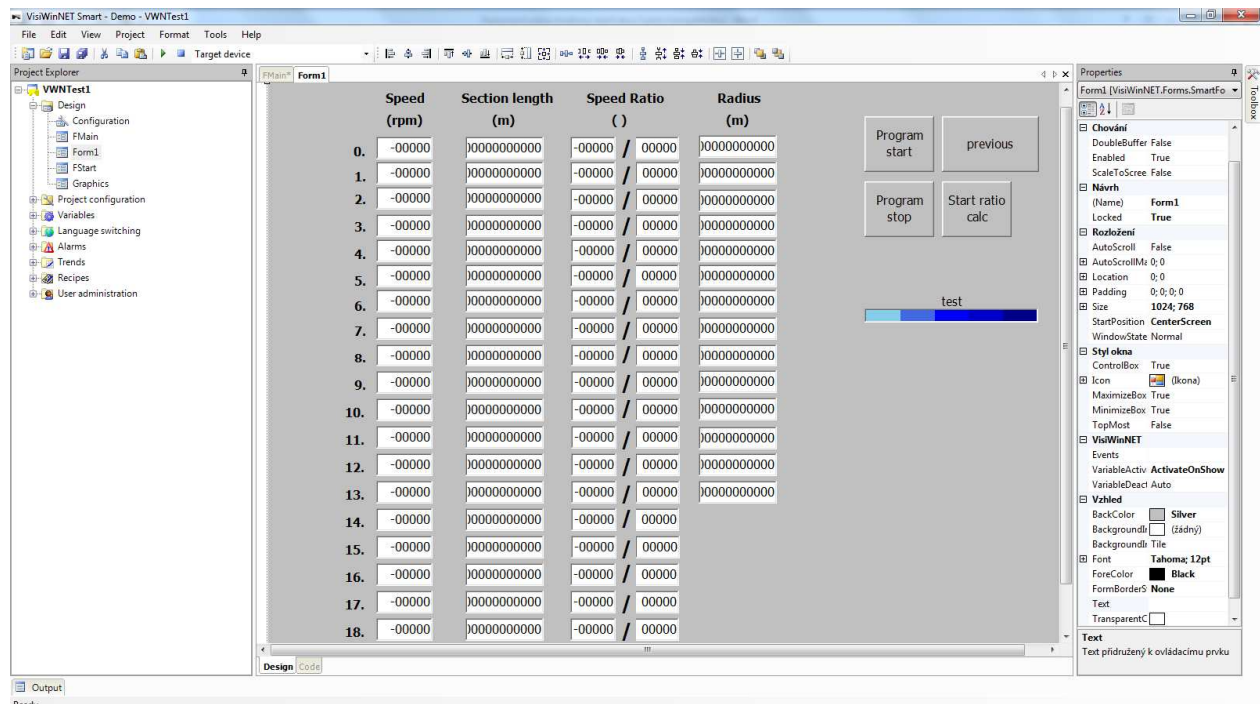 VisiWinNET Smart - Demo - VWNTest1
File Edit View Project Format Tools Help
Target device
Project Explorer
VWNTest1
Design
Configuration
FMain
Form1
FStart
Graphics
Project configuration
Variables
Language switching
Alarms
Trends
Recipes
User administration
FMain* Form1
Speed Section length Speed Ratio Radius
(rpm) (m) ( ) (m)
0. -00000 )0000000000 -00000 / 00000 )0000000000
1. -00000 )0000000000 -00000 / 00000 )0000000000
2. -00000 )0000000000 -00000 / 00000 )0000000000
3. -00000 )0000000000 -00000 / 00000 )0000000000
4. -00000 )0000000000 -00000 / 00000 )0000000000
5. -00000 )0000000000 -00000 / 00000 )0000000000
6. -00000 )0000000000 -00000 / 00000 )0000000000
7. -00000 )0000000000 -00000 / 00000 )0000000000
8. -00000 )0000000000 -00000 / 00000 )0000000000
9. -00000 )0000000000 -00000 / 00000 )0000000000
10. -00000 )0000000000 -00000 / 00000 )0000000000
11. -00000 )0000000000 -00000 / 00000 )0000000000
12. -00000 )0000000000 -00000 / 00000 )0000000000
13. -00000 )0000000000 -00000 / 00000 )0000000000
14. -00000 )0000000000 -00000 / 00000
15. -00000 )0000000000 -00000 / 00000
16. -00000 )0000000000 -00000 / 00000
17. -00000 )0000000000 -00000 / 00000
18. -00000 )0000000000 -00000 / 00000
Program
start
previous
Program
stop
Start ratio
calc
test
Design Code
Properties
Form1 [VisiWinNET.Forms.SmartFo
Chování
DoubleBuffer False
Enabled True
ScaleToScree False
Návrh
(Name) Form1
Locked True
Rozložení
AutoScroll False
AutoScrollMa 0; 0
Location 0; 0
Padding 0; 0; 0; 0
Size 1024; 768
StartPosition CenterScreen
WindowState Normal
Styl okna
ControlBox True
Icon (Ikona)
MaximizeBox True
MinimizeBox True
TopMost False
VisiWinNET
Events
VariableActiv ActivateOnShow
VariableDeact Auto
Vzhled
BackColor Silver
BackgroundIr (žádný)
BackgroundIr Tile
Font Tahoma; 12pt
ForeColor Black
FormBorderS None
Text
TransparentC
Text
Text přidružený k ovládacímu prvku
Toolbox
Output
Ready